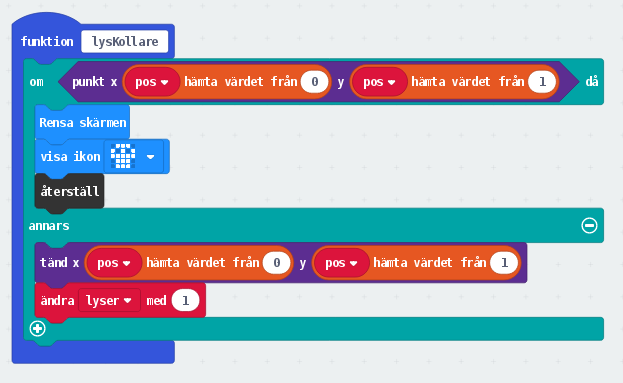 funktion lysKollare
om punkt x pos hämta värdet från 0 y pos hämta värdet från 1 då
Rensa skärmen
visa ikon
återställ
annars
tänd x pos hämta värdet från 0 y pos hämta värdet från 1
ändra lyser med 1